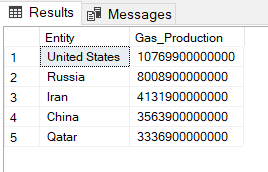 Results Messages
Entity Gas_Production
1 United States 10769900000000
2 Russia 8008900000000
3 Iran 4131900000000
4 China 3563900000000
5 Qatar 3336900000000